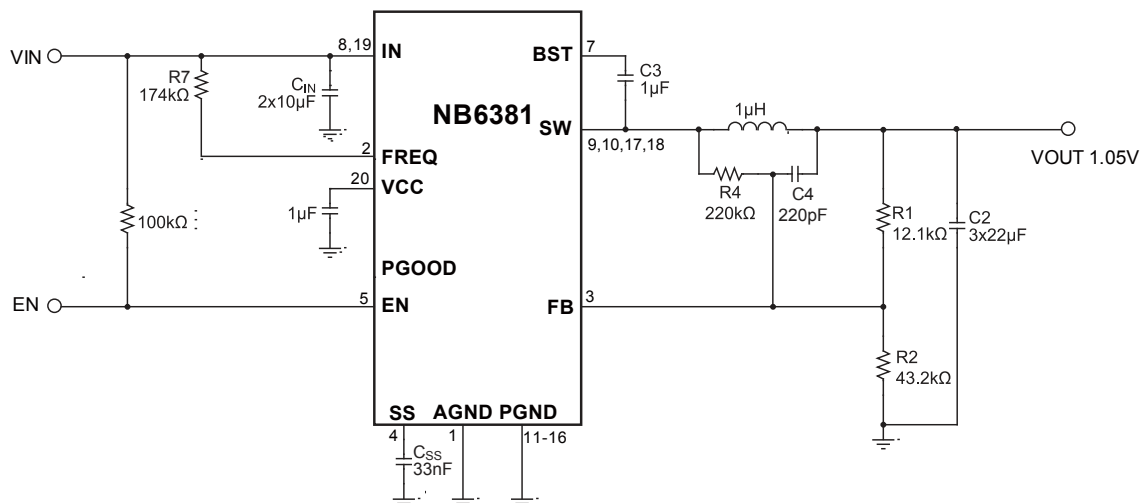 VIN
8,19
IN
BST
7
R7
174kΩ
CIN
2x10µF
C3
1µF
NB6381
1µH
SW
9,10,17,18
VOUT 1.05V
2
FREQ
20
VCC
R4
220kΩ
C4
220pF
1µF
100kΩ
R1
12.1kΩ
C2
3x22µF
PGOOD
EN
5
EN
FB
3
R2
43.2kΩ
SS
AGND
PGND
4
1
11-16
CSS
33nF